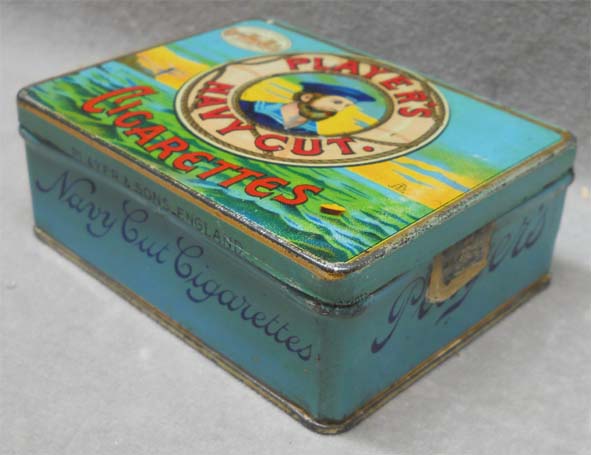 PLAYER'S
NAVY CUT.
CIGARETTES
PLAYER & SONS. ENGLAND
Navy Cut Cigarettes
Player's